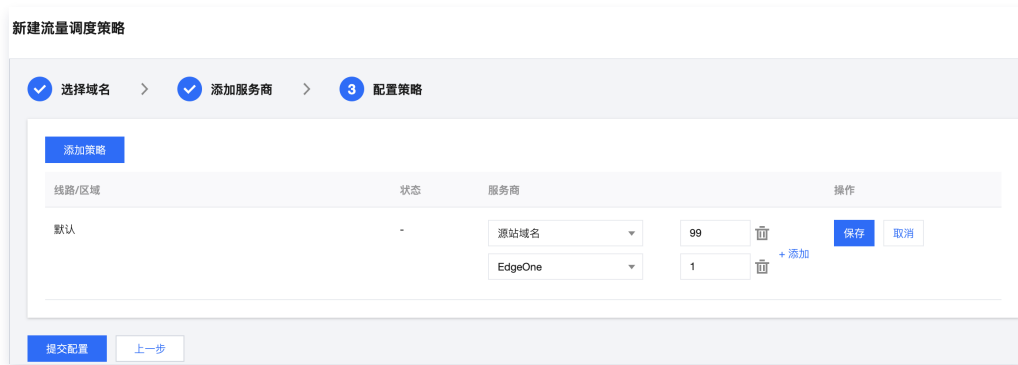 新建流量调度策略
选择域名 > 添加服务商 > 3 配置策略
添加策略
线路/区域 状态 服务商 操作
默认 - 源站域名 99 保存 取消
+ 添加
EdgeOne 1
提交配置 上一步